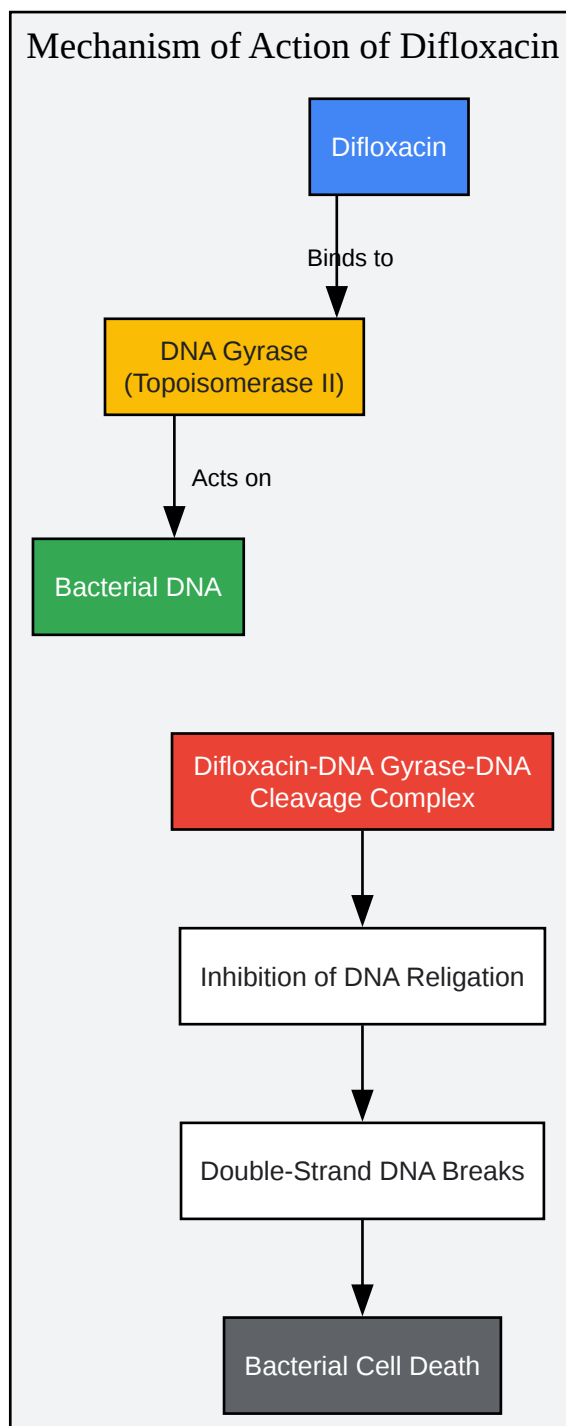 Mechanism of Action of Difloxacin
Difloxacin
Binds to
DNA Gyrase
(Topoisomerase II)
Acts on
Bacterial DNA
Difloxacin-DNA Gyrase-DNA
Cleavage Complex
Inhibition of DNA Religation
Double-Strand DNA Breaks
Bacterial Cell Death